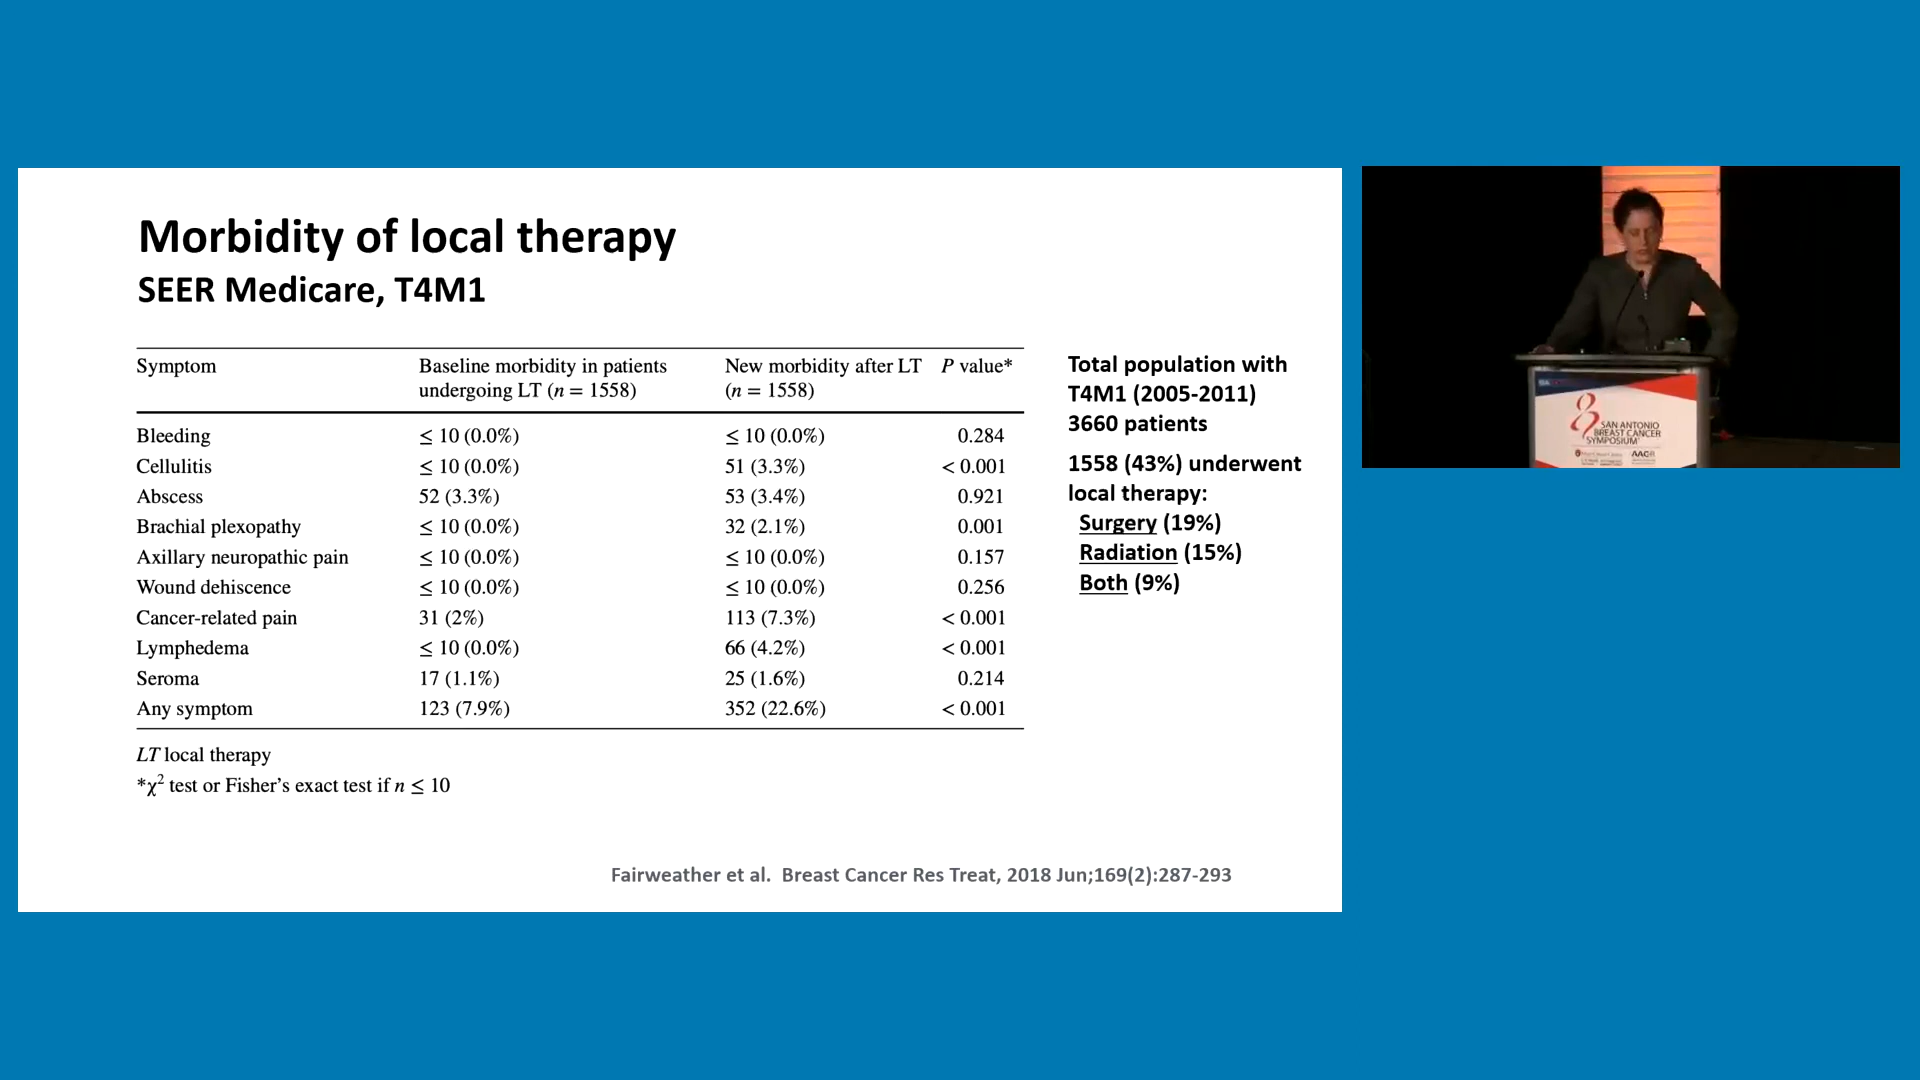 Morbidity of local therapy
SEER Medicare, T4M1
Symptom Baseline morbidity in patients undergoing LT (n = 1558) New morbidity after LT (n = 1558) P value*
Bleeding ≤ 10 (0.0%) ≤ 10 (0.0%) 0.284
Cellulitis ≤ 10 (0.0%) 51 (3.3%) < 0.001
Abscess 52 (3.3%) 53 (3.4%) 0.921
Brachial plexopathy ≤ 10 (0.0%) 32 (2.1%) 0.001
Axillary neuropathic pain ≤ 10 (0.0%) ≤ 10 (0.0%) 0.157
Wound dehiscence ≤ 10 (0.0%) ≤ 10 (0.0%) 0.256
Cancer-related pain 31 (2%) 113 (7.3%) < 0.001
Lymphedema ≤ 10 (0.0%) 66 (4.2%) < 0.001
Seroma 17 (1.1%) 25 (1.6%) 0.214
Any symptom 123 (7.9%) 352 (22.6%) < 0.001
LT local therapy
*χ² test or Fisher's exact test if n ≤ 10
Total population with
T4M1 (2005-2011)
3660 patients
1558 (43%) underwent
local therapy:
Surgery (19%)
Radiation (15%)
Both (9%)
Fairweather et al. Breast Cancer Res Treat, 2018 Jun;169(2):287-293
SAN ANTONIO
BREAST CANCER
SYMPOSIUM
AACR